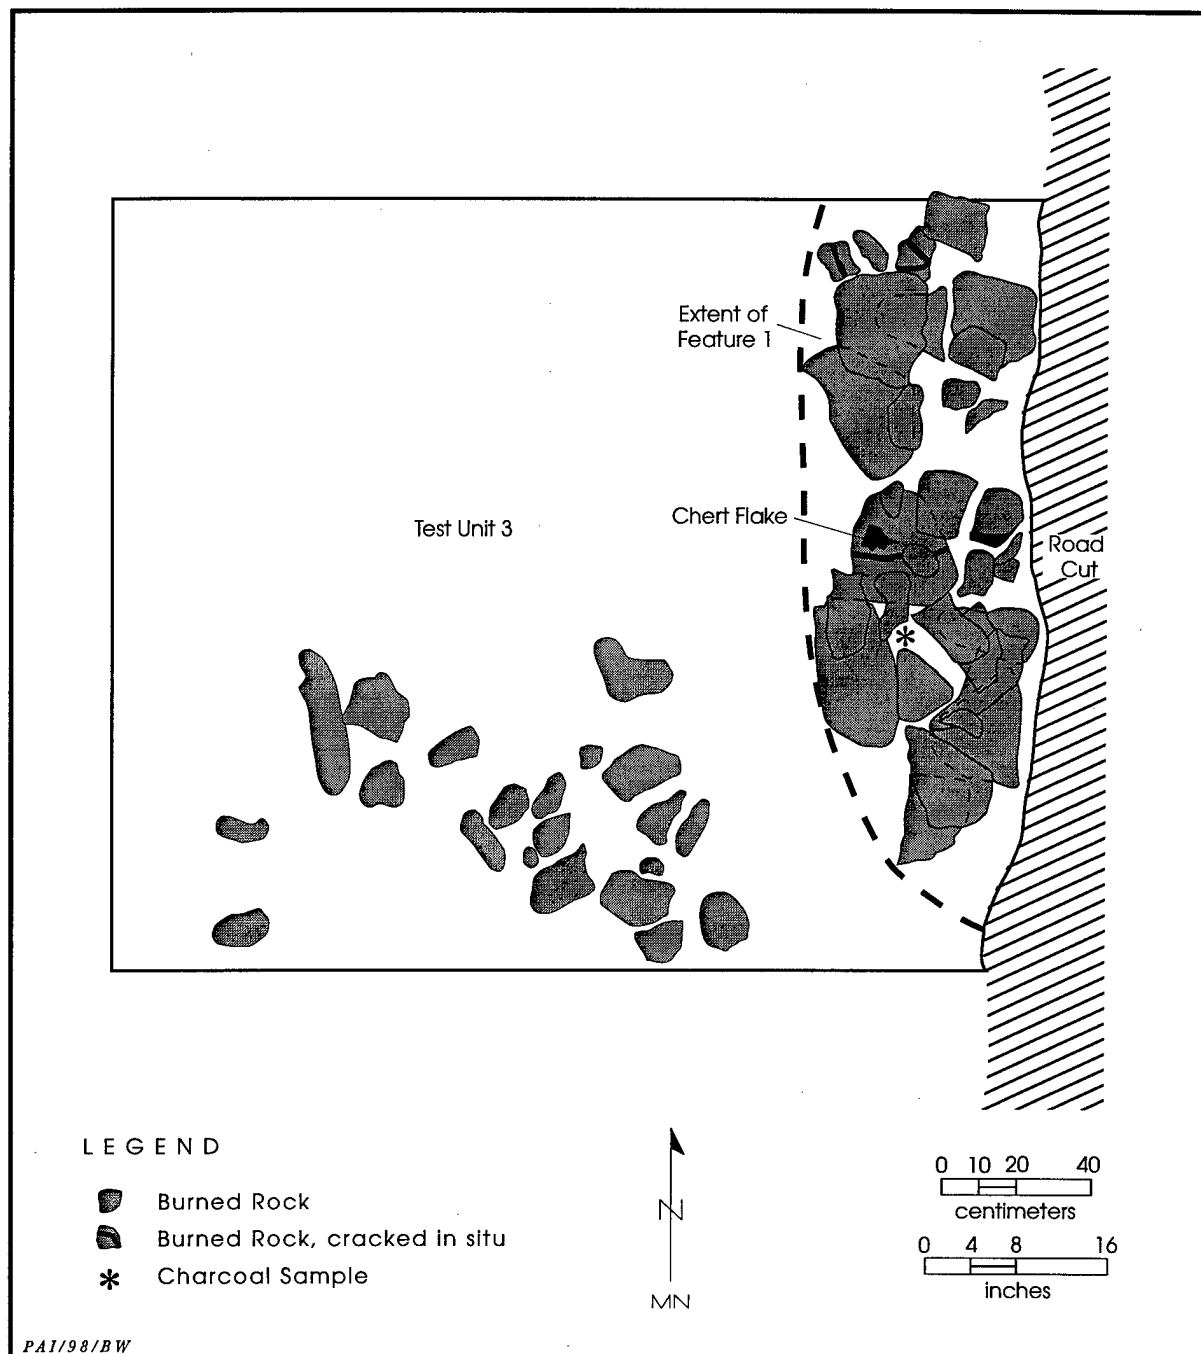 Extent of
Feature 1
Chert Flake
Test Unit 3
Road
Cut
*
LEGEND
Burned Rock
Burned Rock, cracked in situ
* Charcoal Sample
N
MN
0 10 20 40
centimeters
0 4 8 16
inches
PAI/98/BW